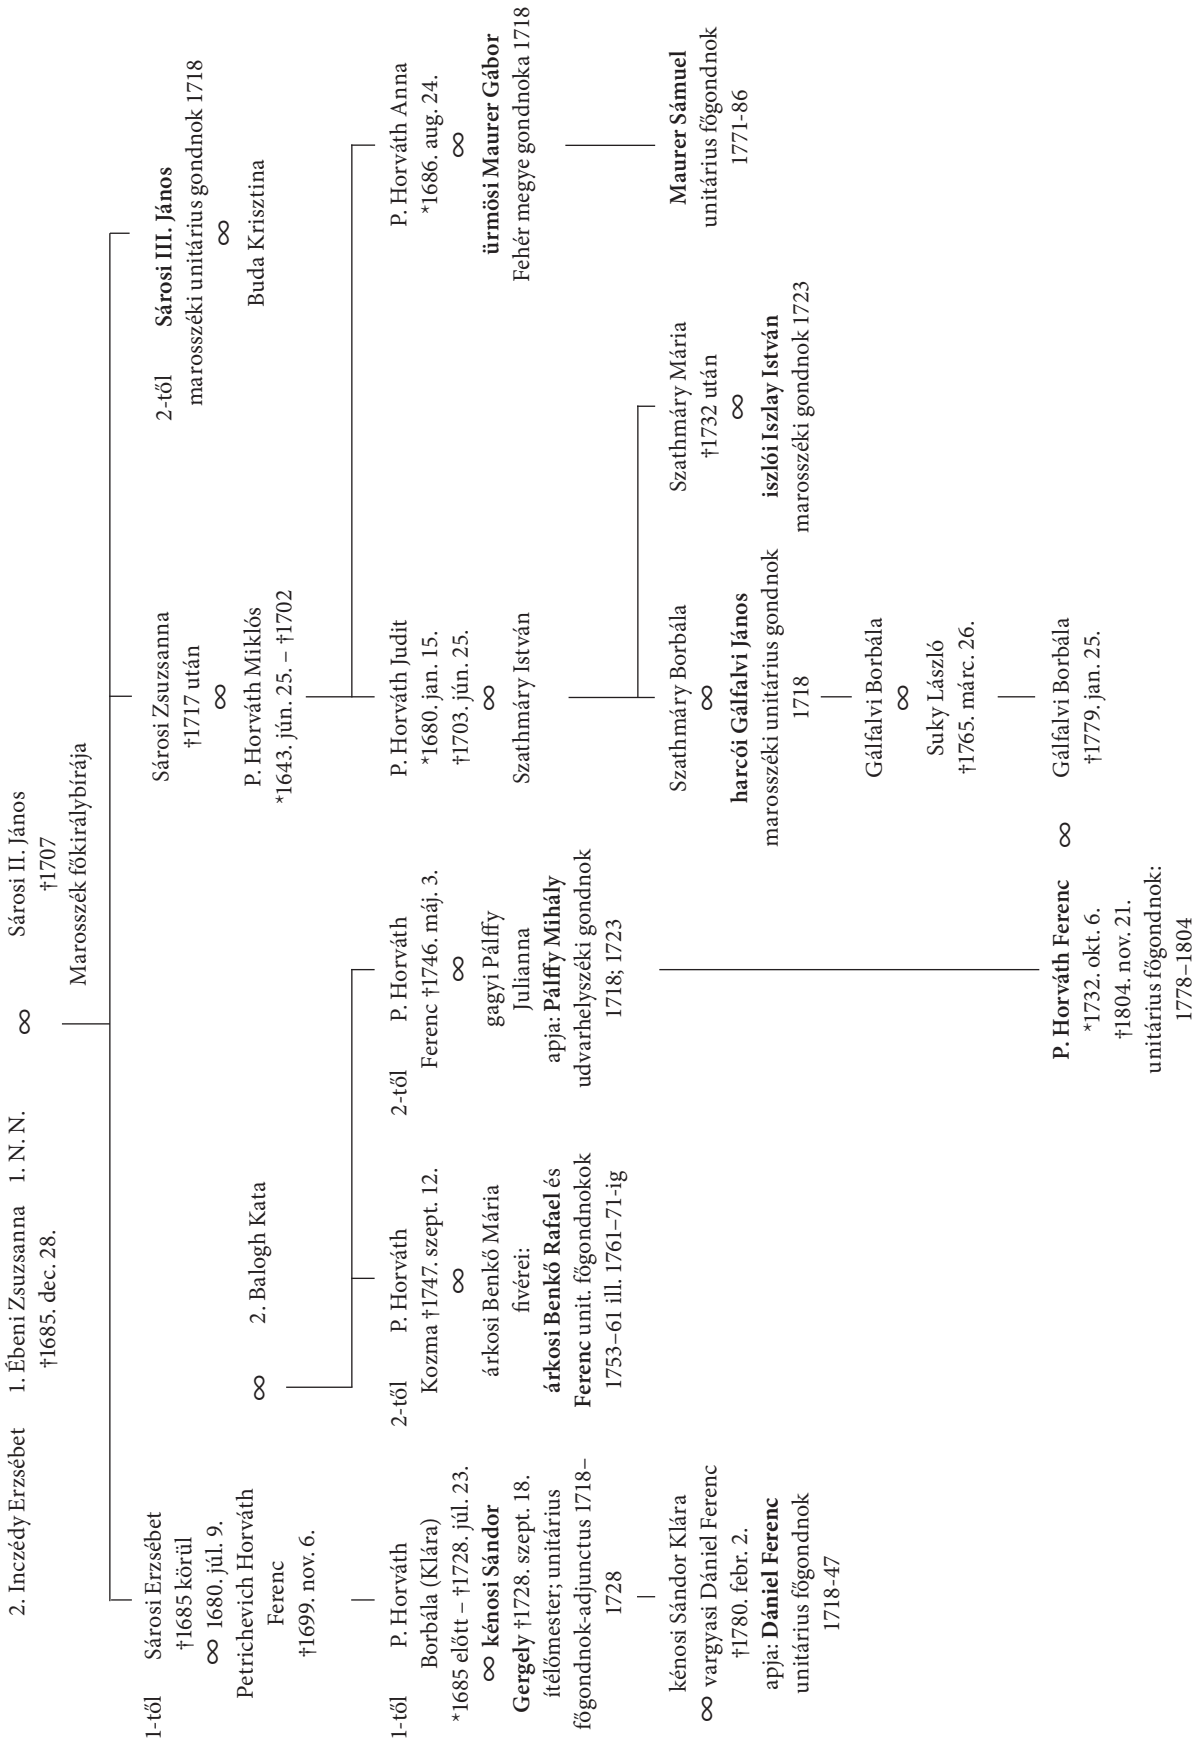 2. Inczédy Erzsébet 1. Ébeni Zsuzsanna 1. N. N. ∞ Sárosi II. János
†1685. dec. 28. †1707
Marosszék főkirálybírája
1-től Sárosi Erzsébet
†1685 körül
∞ 1680. júl. 9.
Petrichevich Horváth
Ferenc
†1699. nov. 6.
∞ 2. Balogh Kata
Sárosi Zsuzsanna
†1717 után
∞
P. Horváth Miklós
*1643. jún. 25. – †1702
2-től Sárosi III. János
marosszéki unitárius gondnok 1718
∞
Buda Krisztina
1-től P. Horváth
Borbála (Klára)
*1685 előtt – †1728. júl. 23.
∞ kénosi Sándor
Gergely †1728. szept. 18.
ítélőmester; unitárius
főgondnok-adjunctus 1718–
1728
2-től P. Horváth
Kozma †1747. szept. 12.
∞
árkosi Benkő Mária
fivérei:
árkosi Benkő Rafael és
Ferenc unit. főgondnokok
1753–61 ill. 1761–71-ig
2-től P. Horváth
Ferenc †1746. máj. 3.
∞
gagyi Pálffy
Julianna
apja: Pálffy Mihály
udvarhelyszéki gondnok
1718; 1723
P. Horváth Judit
*1680. jan. 15.
†1703. jún. 25.
∞
Szathmáry István
P. Horváth Anna
*1686. aug. 24.
∞
ürmösi Maurer Gábor
Fehér megye gondnoka 1718
kénosi Sándor Klára
∞ vargyasi Dániel Ferenc
†1780. febr. 2.
apja: Dániel Ferenc
unitárius főgondnok
1718-47
Szathmáry Borbála
∞
harcói Gálfalvi János
marosszéki unitárius gondnok
1718
Szathmáry Mária
†1732 után
∞
iszlói Iszlay István
marosszéki gondnok 1723
Maurer Sámuel
unitárius főgondnok
1771-86
Gálfalvi Borbála
∞
Suky László
†1765. márc. 26.
P. Horváth Ferenc ∞ Gálfalvi Borbála
*1732. okt. 6. †1779. jan. 25.
†1804. nov. 21.
unitárius főgondnok:
1778–1804